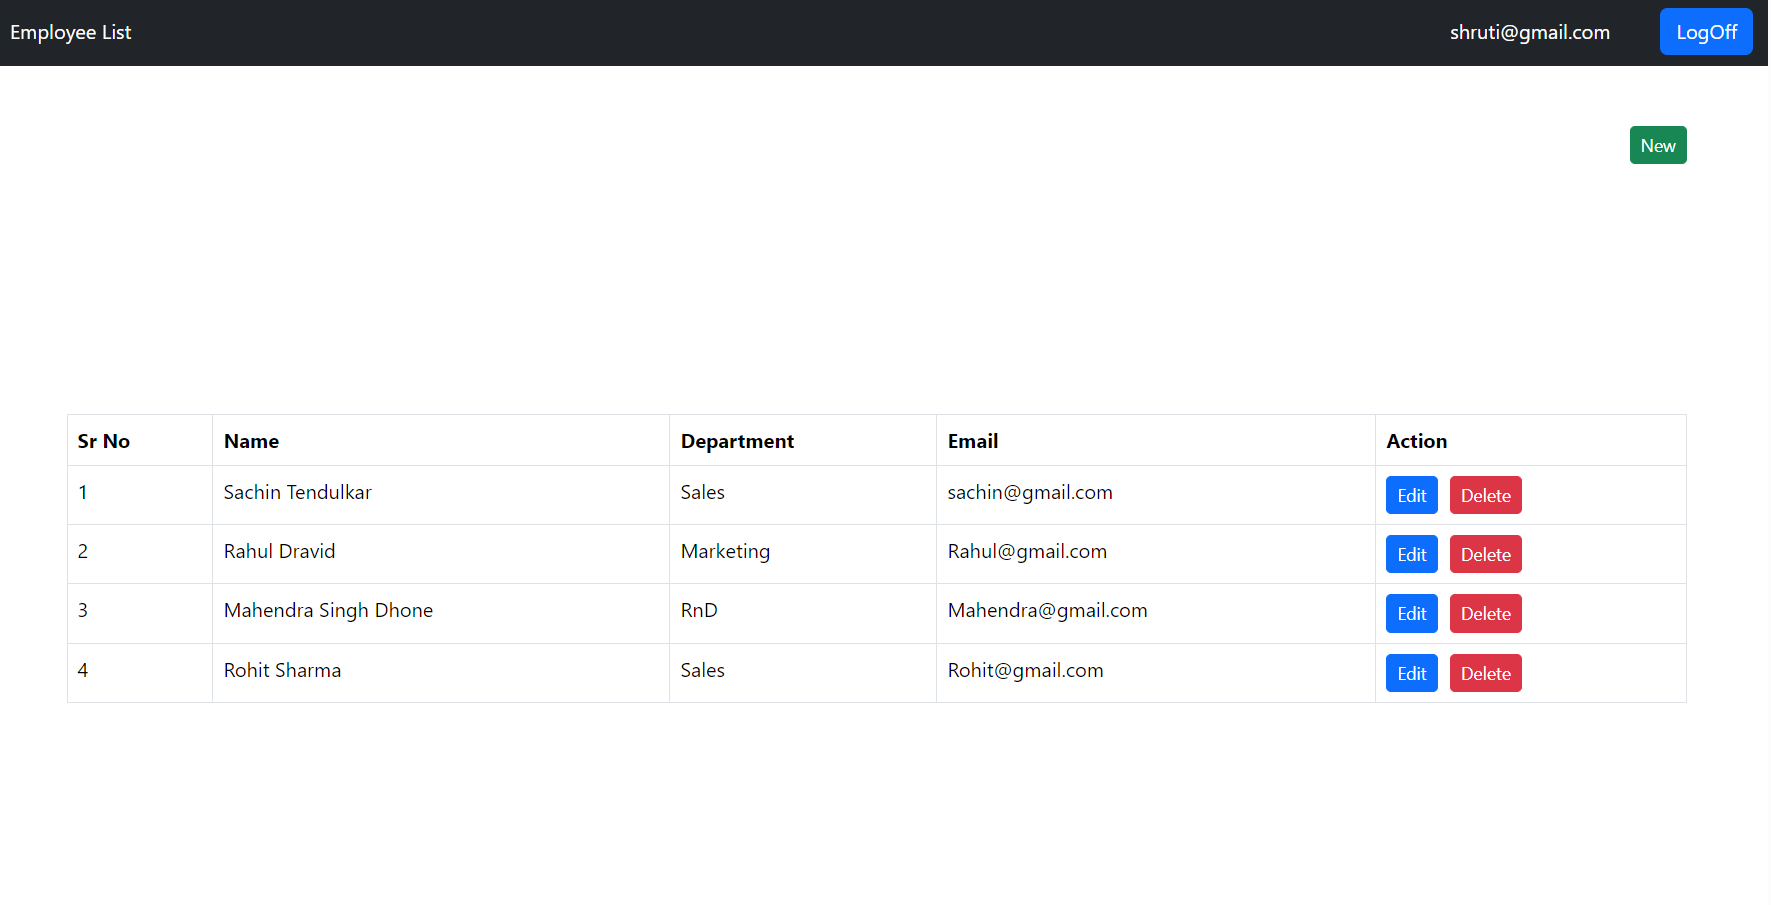 Employee List shruti@gmail.com LogOff
New
Sr No Name Department Email Action
1 Sachin Tendulkar Sales sachin@gmail.com Edit Delete
2 Rahul Dravid Marketing Rahul@gmail.com Edit Delete
3 Mahendra Singh Dhone RnD Mahendra@gmail.com Edit Delete
4 Rohit Sharma Sales Rohit@gmail.com Edit Delete